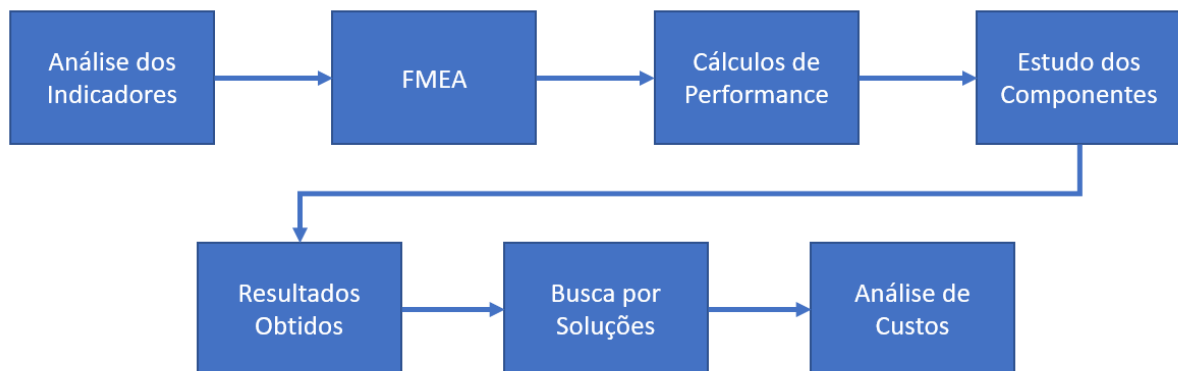 Análise dos
Indicadores
FMEA
Cálculos de
Performance
Estudo dos
Componentes
Resultados
Obtidos
Busca por
Soluções
Análise de
Custos